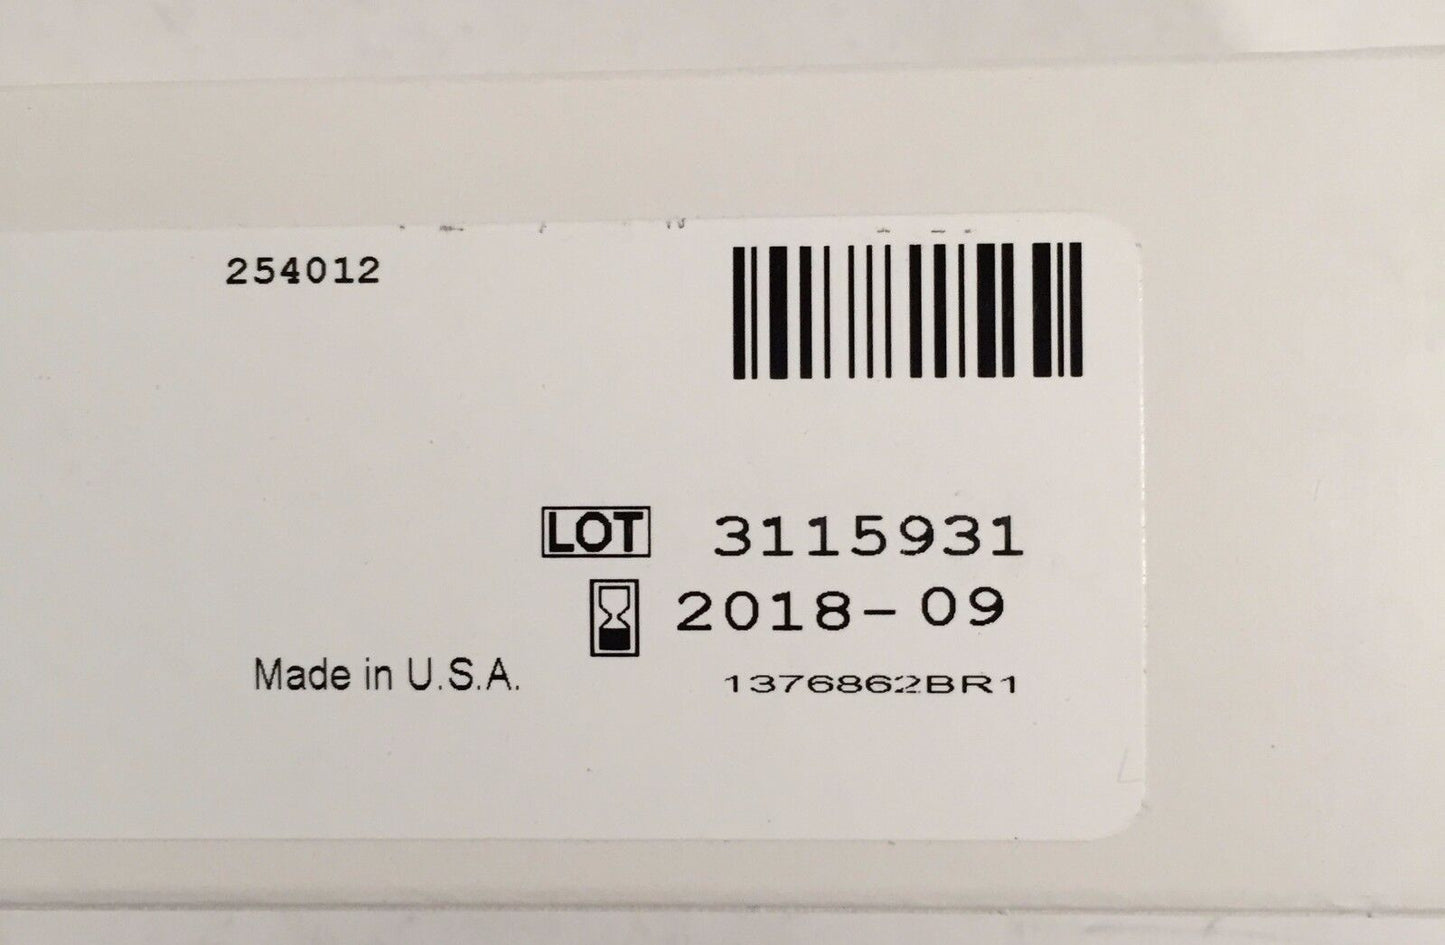 254012
LOT 3115931
2018-09
Made in U.S.A.
1376862BR1